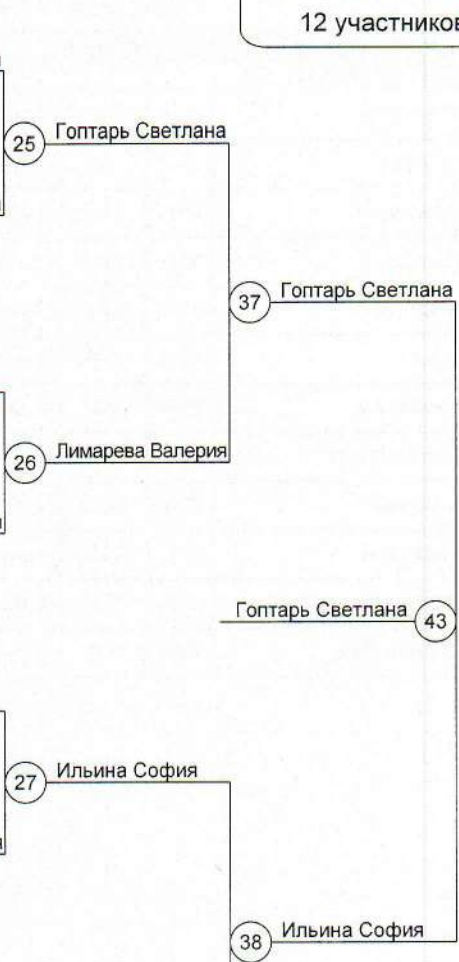 12 участников
25
Гоптарь Светлана
37
Гоптарь Светлана
26
Лимарева Валерия
Гоптарь Светлана
43
27
Ильина София
38
Ильина София